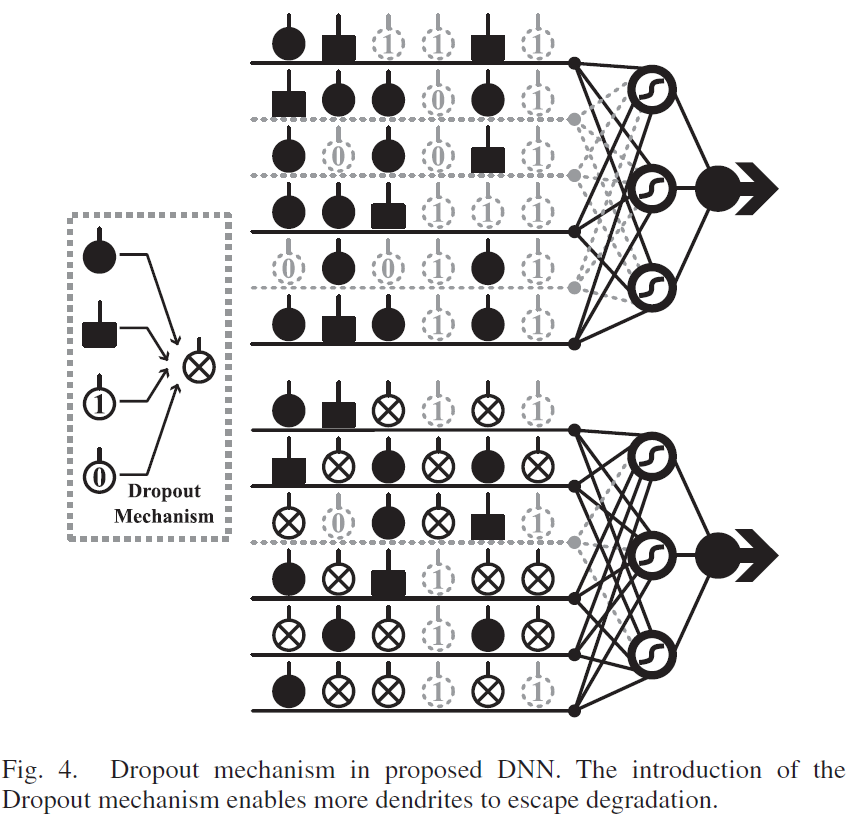 1 1 1
0 1
0 0 1
1 1 1
0 0 1 1
1 1
1
0
Dropout
Mechanism
1 1
0 1
1
1
1 1
Fig. 4. Dropout mechanism in proposed DNN. The introduction of the
Dropout mechanism enables more dendrites to escape degradation.